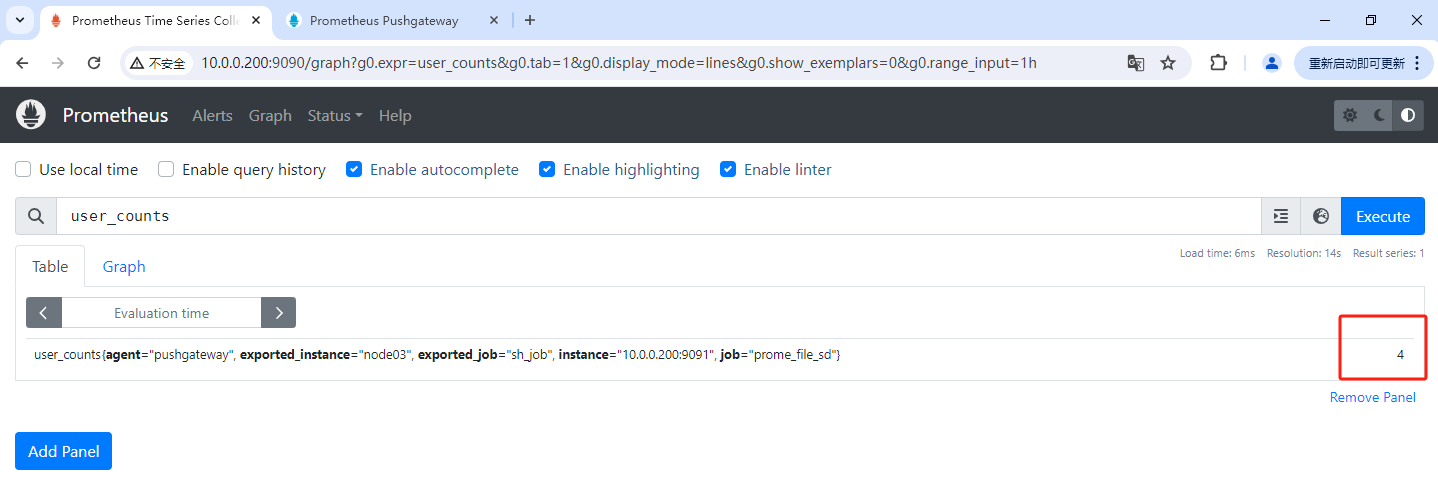 Prometheus Time Series Colle
Prometheus Pushgateway
不安全
10.0.0.200:9090/graph?g0.expr=user_counts&g0.tab=1&g0.display_mode=lines&g0.show_exemplars=0&g0.range_input=1h
重新启动即可更新
Prometheus Alerts Graph Status Help
Use local time Enable query history Enable autocomplete Enable highlighting Enable linter
user_counts
Execute
Table Graph
Load time: 6ms Resolution: 14s Result series: 1
Evaluation time
user_counts{agent="pushgateway", exported_instance="node03", exported_job="sh_job", instance="10.0.0.200:9091", job="prome_file_sd"} 4
Remove Panel
Add Panel